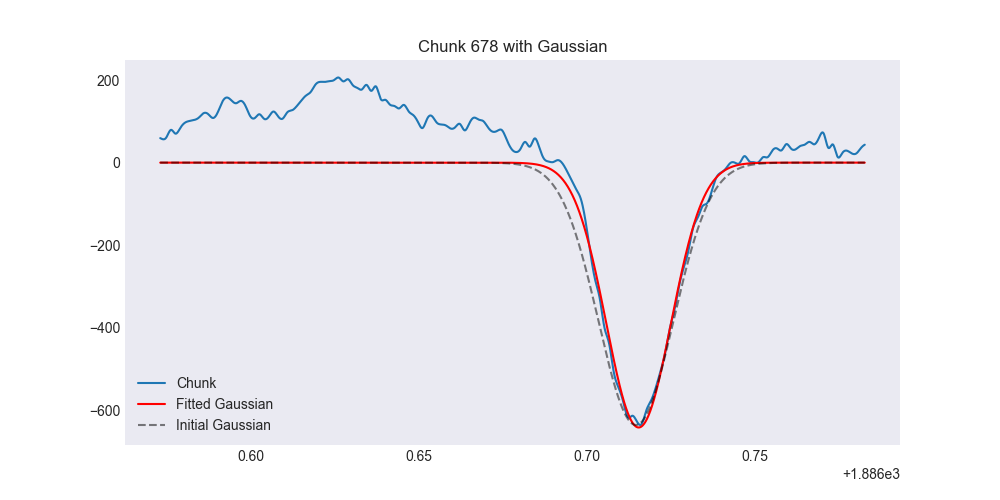 Chunk 678 with Gaussian
200
0
−200
−400
−600
Chunk
Fitted Gaussian
Initial Gaussian
0.60 0.65 0.70 0.75
+1.886e3